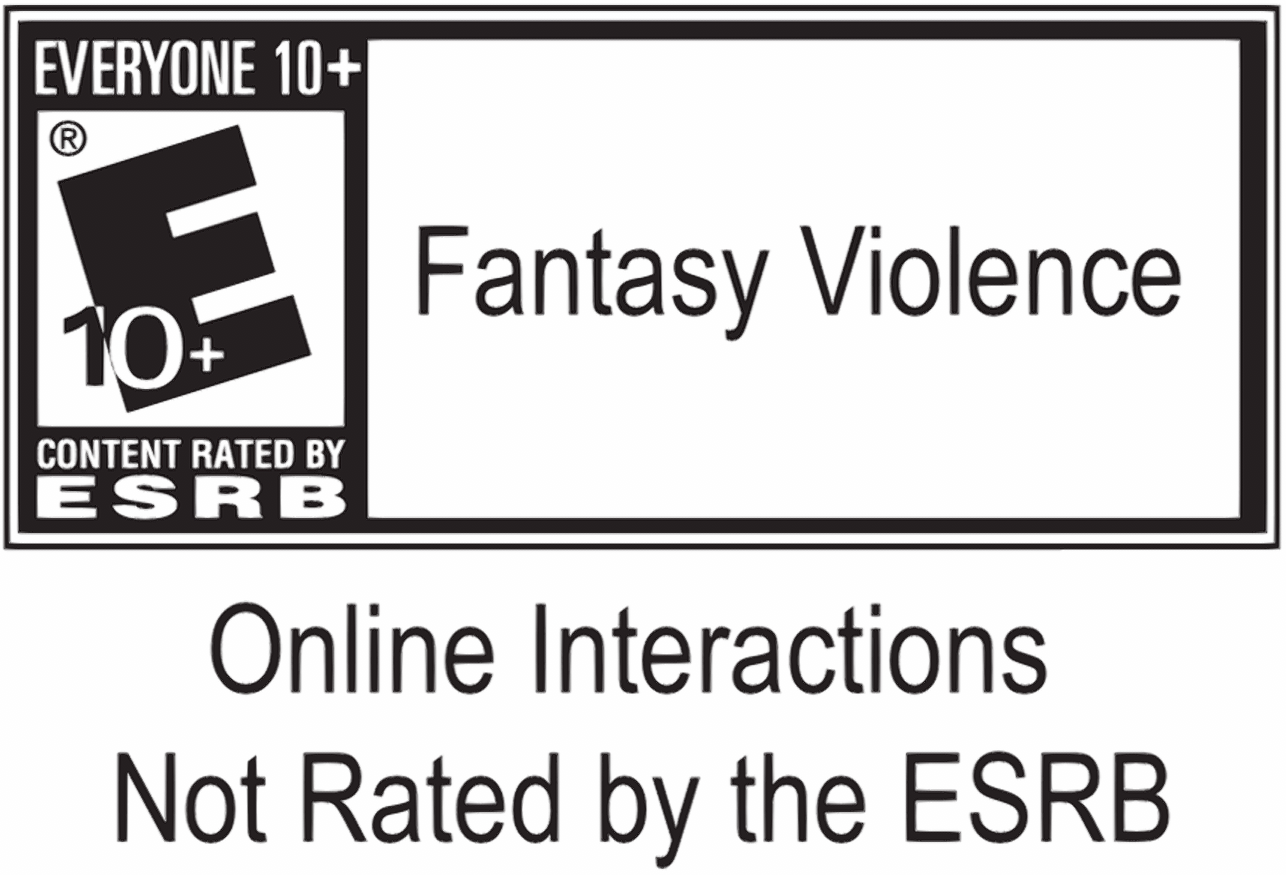 EVERYONE 10+
®
E
10+
CONTENT RATED BY
ESRB
Fantasy Violence
Online Interactions
Not Rated by the ESRB